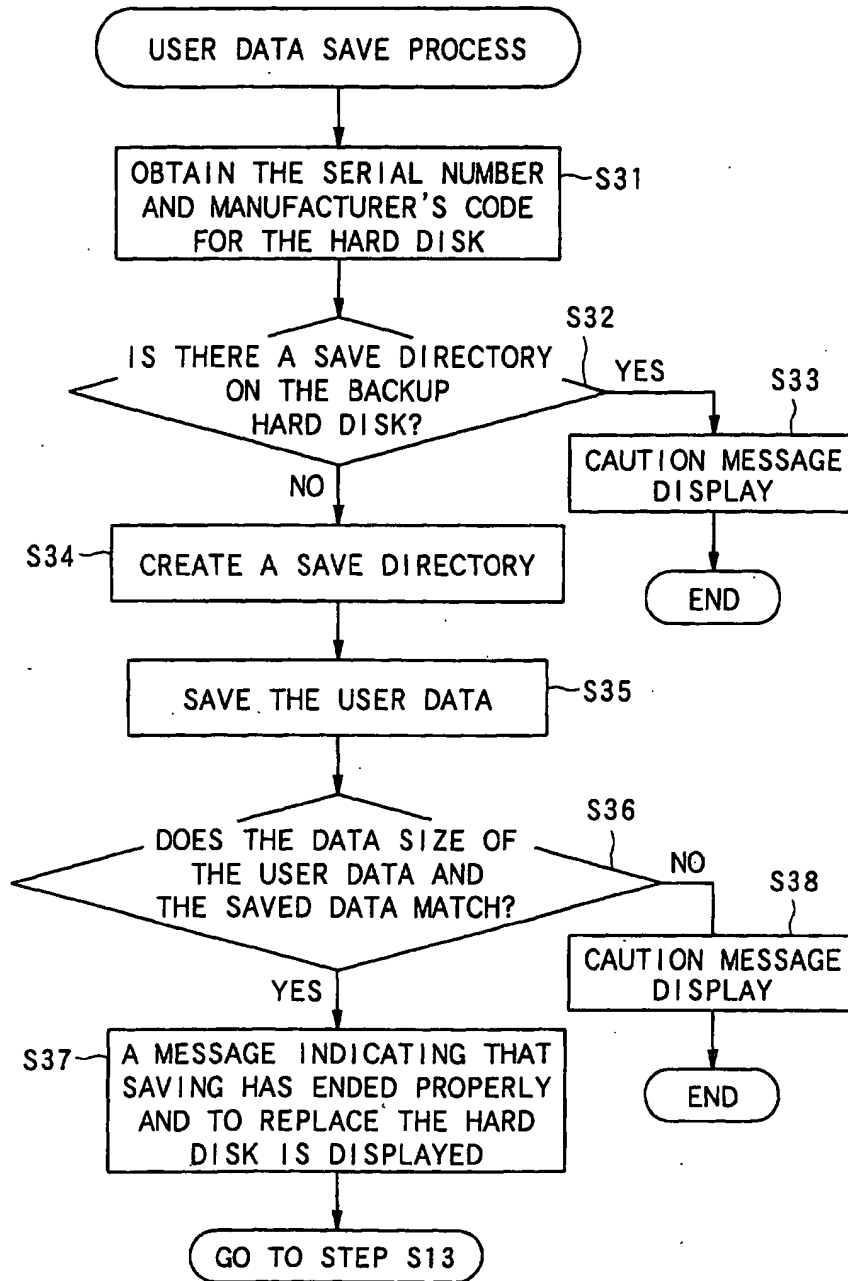 USER DATA SAVE PROCESS
OBTAIN THE SERIAL NUMBER
AND MANUFACTURER'S CODE
FOR THE HARD DISK
S31
IS THERE A SAVE DIRECTORY
ON THE BACKUP
HARD DISK?
S32
YES
S33
CAUTION MESSAGE
DISPLAY
END
NO
S34
CREATE A SAVE DIRECTORY
SAVE THE USER DATA
S35
DOES THE DATA SIZE OF
THE USER DATA AND
THE SAVED DATA MATCH?
S36
NO
S38
CAUTION MESSAGE
DISPLAY
END
YES
S37
A MESSAGE INDICATING THAT
SAVING HAS ENDED PROPERLY
AND TO REPLACE THE HARD
DISK IS DISPLAYED
GO TO STEP S13